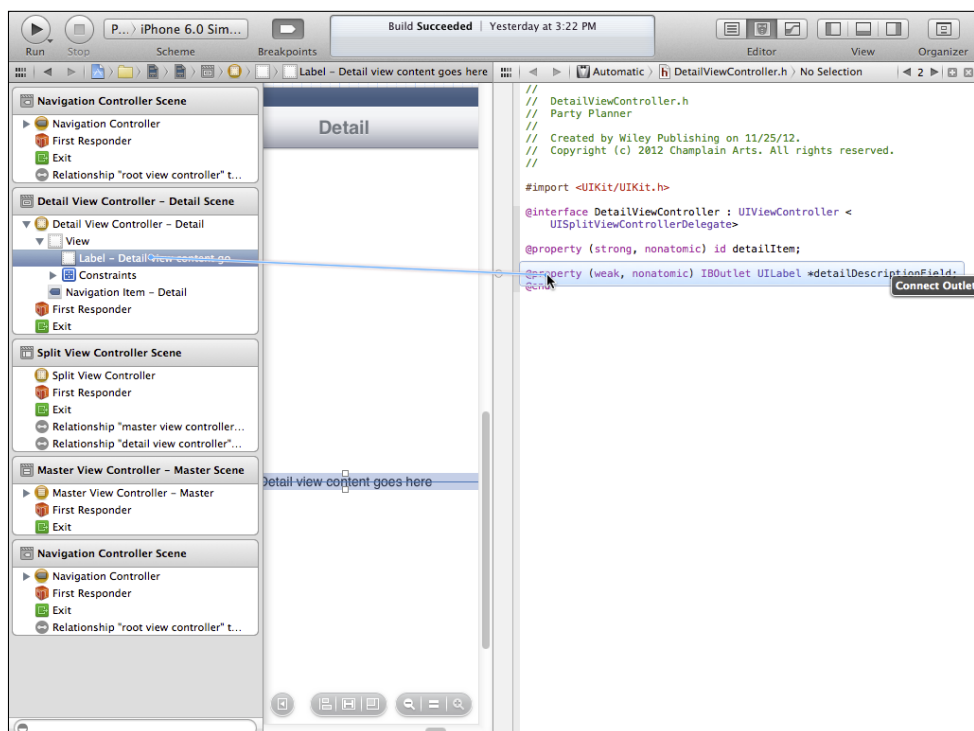 P...〉iPhone 6.0 Sim...
Build Succeeded | Yesterday at 3:22 PM
Run Stop Scheme Breakpoints Editor View Organizer
Label – Detail view content goes here
Automatic 〉 h DetailViewController.h 〉 No Selection
2
Navigation Controller Scene
Navigation Controller
First Responder
Exit
Relationship "root view controller" t...
Detail View Controller – Detail Scene
Detail View Controller – Detail
View
Label – Detail view content go...
Constraints
Navigation Item – Detail
First Responder
Exit
Split View Controller Scene
Split View Controller
First Responder
Exit
Relationship "master view controller...
Relationship "detail view controller"...
Master View Controller – Master Scene
Master View Controller – Master
First Responder
Exit
Navigation Controller Scene
Navigation Controller
First Responder
Exit
Relationship "root view controller" t...
Detail
Detail view content goes here
//
// DetailViewController.h
// Party Planner
//
// Created by Wiley Publishing on 11/25/12.
// Copyright (c) 2012 Champlain Arts. All rights reserved.
//
#import <UIKit/UIKit.h>
@interface DetailViewController : UIViewController <
UISplitViewControllerDelegate>
@property (strong, nonatomic) id detailItem;
@property (weak, nonatomic) IBOutlet UILabel *detailDescriptionField;
@end
Connect Outlet